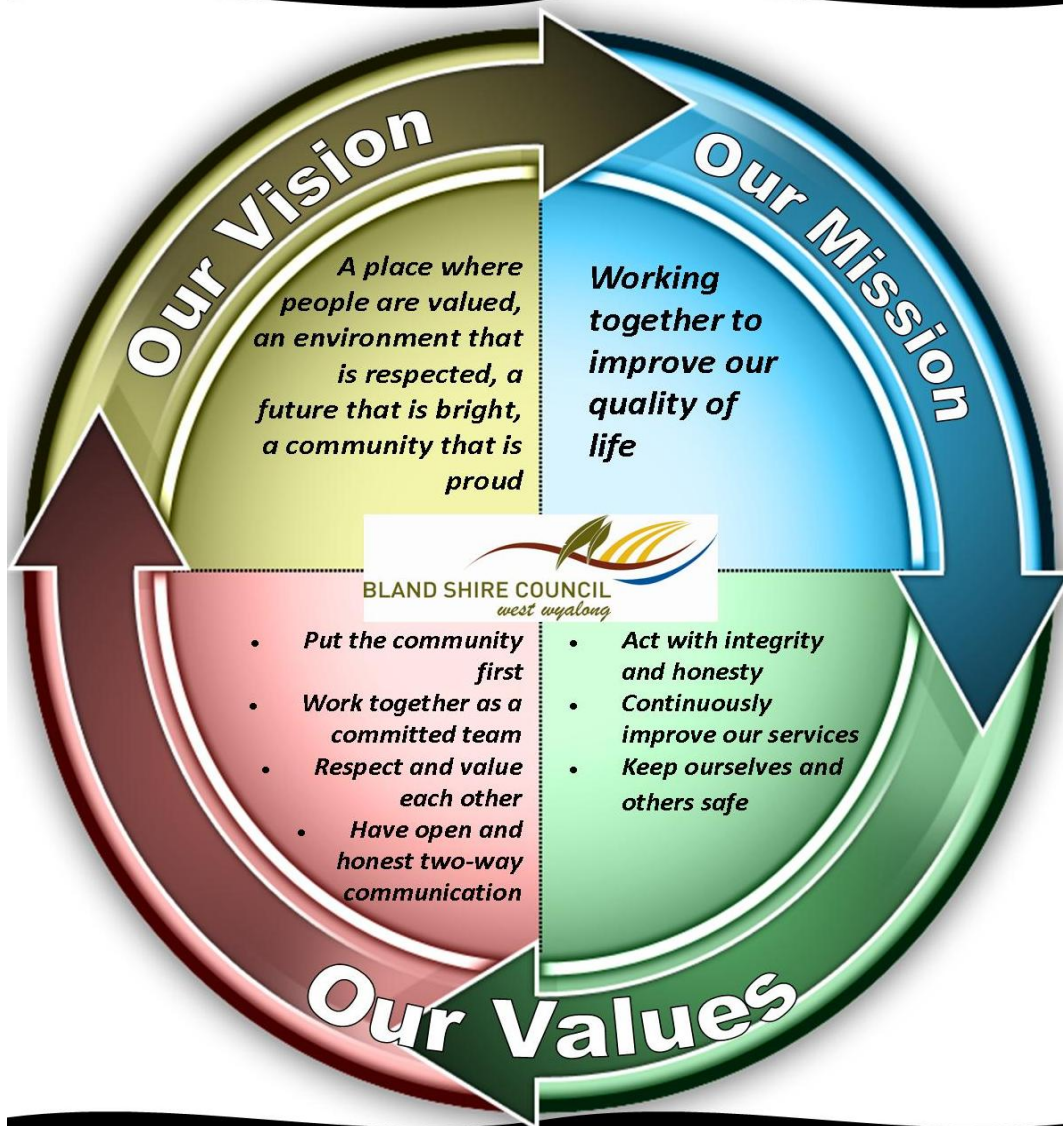 Our Vision
A place where
people are valued,
an environment that
is respected, a
future that is bright,
a community that is
proud
Our Mission
Working
together to
improve our
quality of
life
BLAND SHIRE COUNCIL
west wyalong
• Put the community
first
• Work together as a
committed team
• Respect and value
each other
• Have open and
honest two-way
communication
• Act with integrity
and honesty
• Continuously
improve our services
• Keep ourselves and
others safe
Our Values